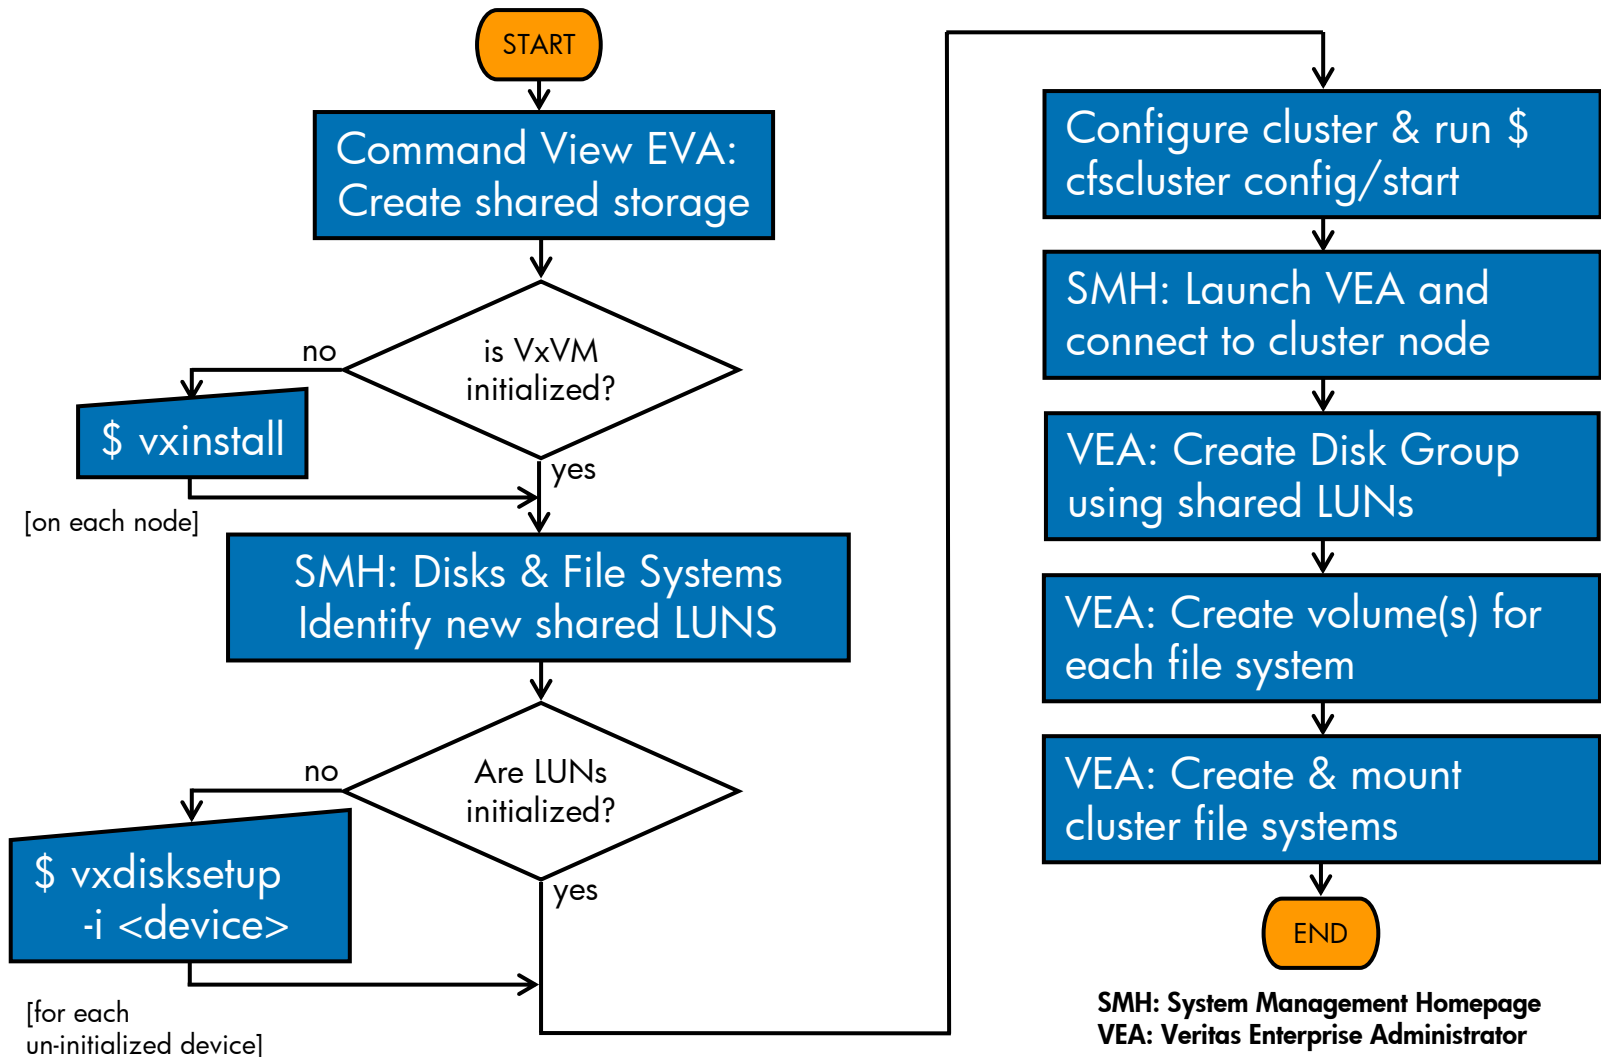 START
Command View EVA:
Create shared storage
is VxVM
initialized?
no
$ vxinstall
yes
[on each node]
SMH: Disks & File Systems
Identify new shared LUNS
Are LUNs
initialized?
no
$ vxdisksetup
-i <device>
yes
[for each
un-initialized device]
Configure cluster & run $
cfscluster config/start
SMH: Launch VEA and
connect to cluster node
VEA: Create Disk Group
using shared LUNs
VEA: Create volume(s) for
each file system
VEA: Create & mount
cluster file systems
END
SMH: System Management Homepage
VEA: Veritas Enterprise Administrator